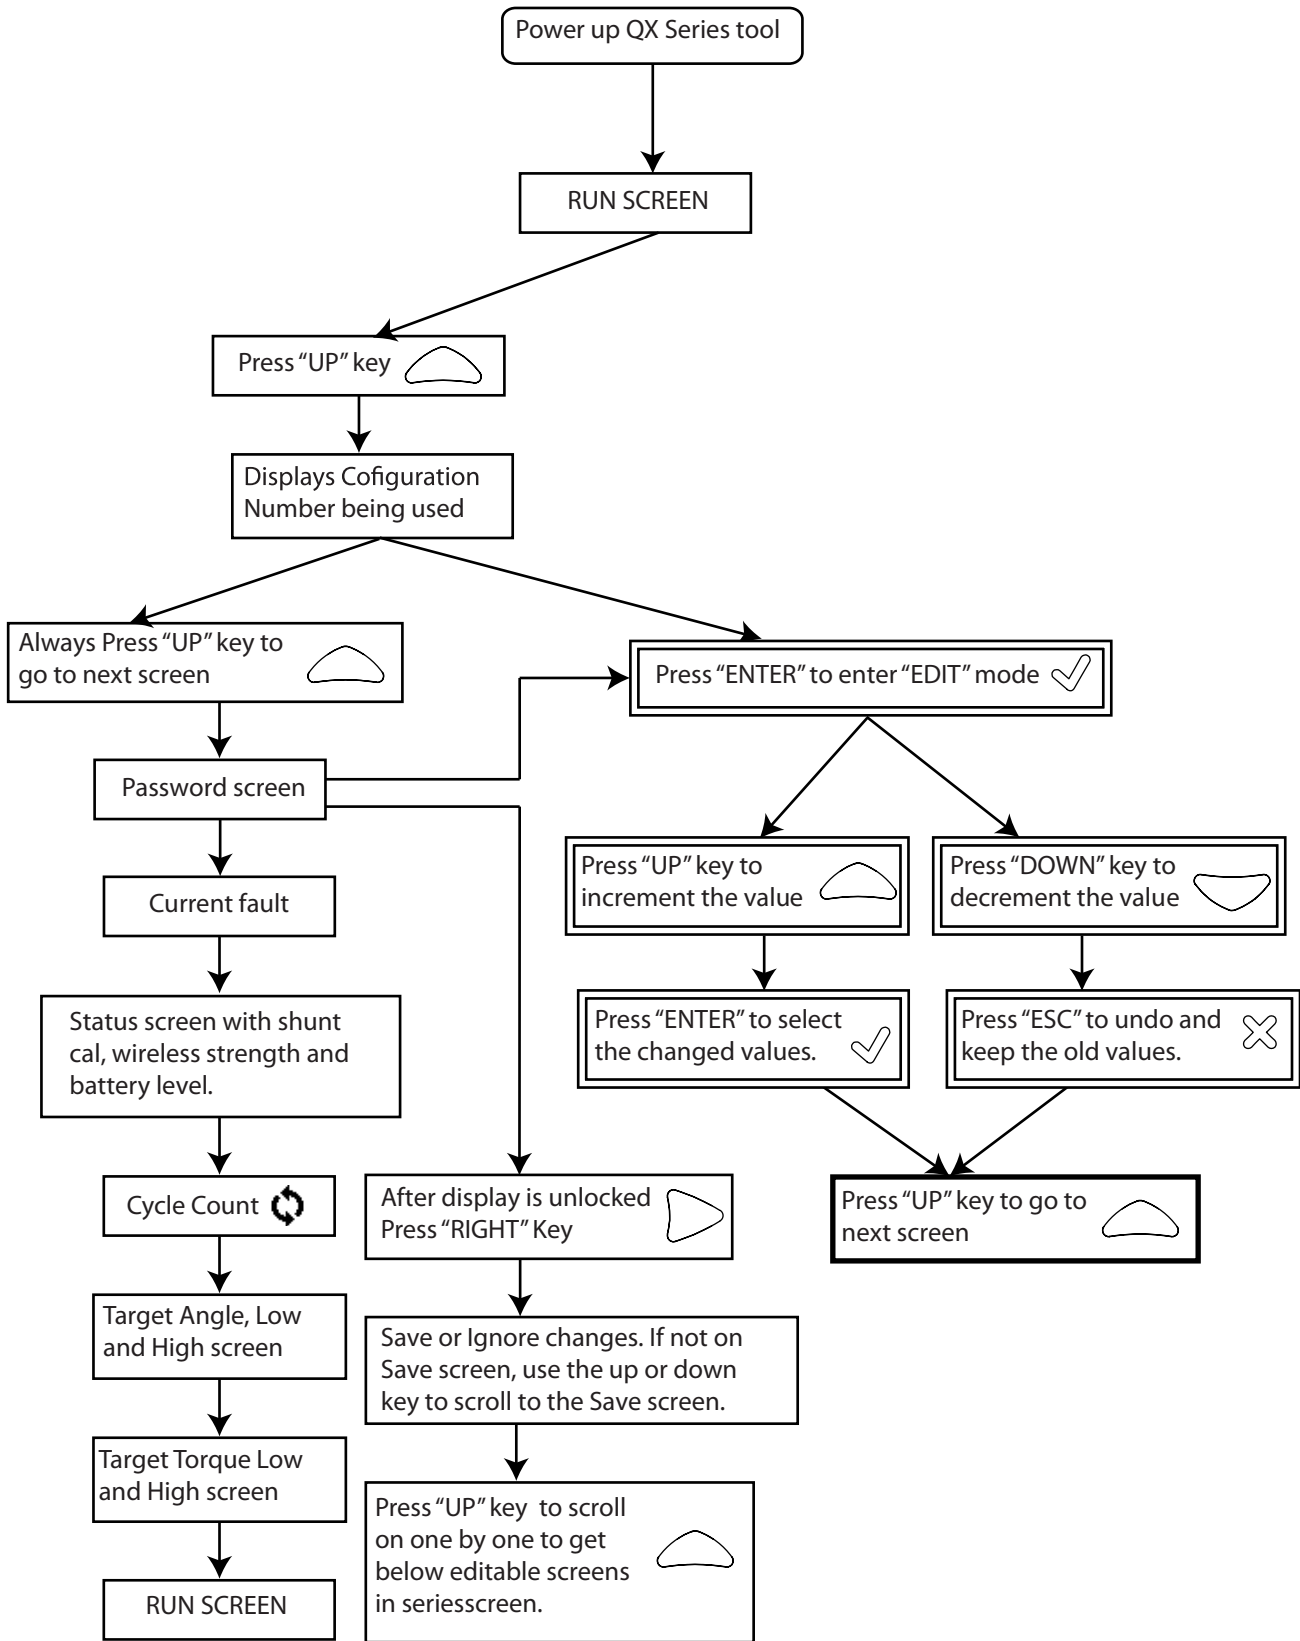 Power up QX Series tool
RUN SCREEN
Press “UP” key
Displays Cofiguration
Number being used
Always Press “UP” key to
go to next screen
Press “ENTER” to enter “EDIT” mode
Password screen
Press “UP” key to
increment the value
Press “DOWN” key to
decrement the value
Current fault
Status screen with shunt
cal, wireless strength and
battery level.
Press “ENTER” to select
the changed values.
Press “ESC” to undo and
keep the old values.
Cycle Count
After display is unlocked
Press “RIGHT” Key
Press “UP” key to go to
next screen
Target Angle, Low
and High screen
Save or Ignore changes. If not on
Save screen, use the up or down
key to scroll to the Save screen.
Target Torque Low
and High screen
Press “UP” key to scroll
on one by one to get
below editable screens
in seriesscreen.
RUN SCREEN